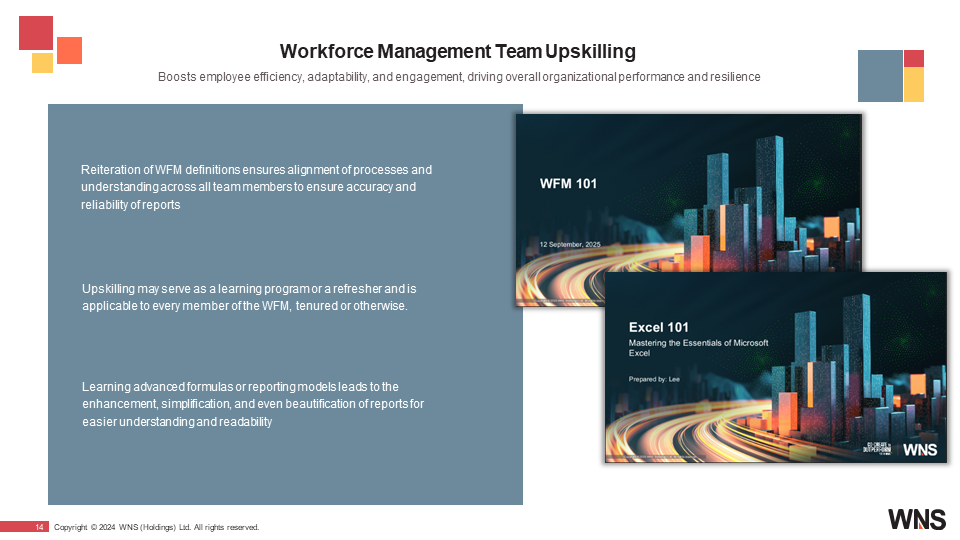 Workforce Management Team Upskilling
Boosts employee efficiency, adaptability, and engagement, driving overall organizational performance and resilience
Reiteration of WFM definitions ensures alignment of processes and
understanding across all team members to ensure accuracy and
reliability of reports
Upskilling may serve as a learning program or a refresher and is
applicable to every member of the WFM, tenured or otherwise.
Learning advanced formulas or reporting models leads to the
enhancement, simplification, and even beautification of reports for
easier understanding and readability
WFM 101
12 September, 2025
Excel 101
Mastering the Essentials of Microsoft
Excel
Prepared by: Lee
WNS
14 Copyright © 2024 WNS (Holdings) Ltd. All rights reserved.
WNS